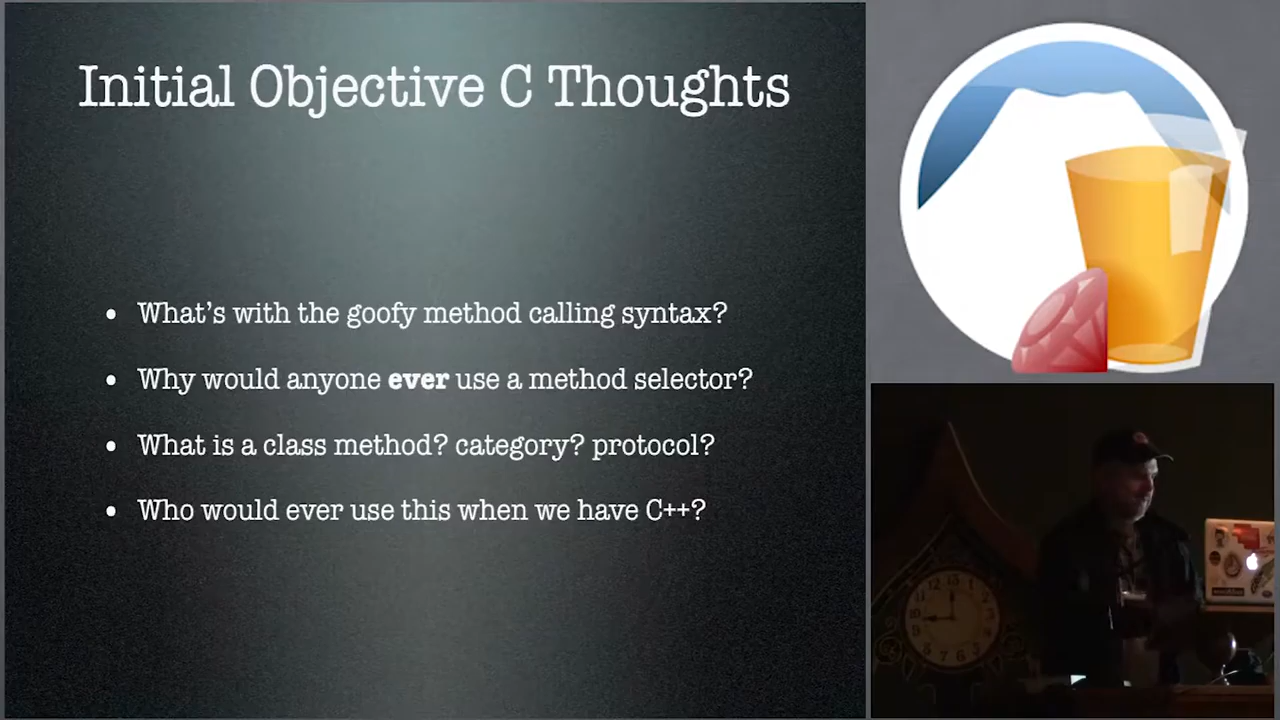 Initial Objective C Thoughts
• What's with the goofy method calling syntax?
• Why would anyone ever use a method selector?
• What is a class method? category? protocol?
• Who would ever use this when we have C++?